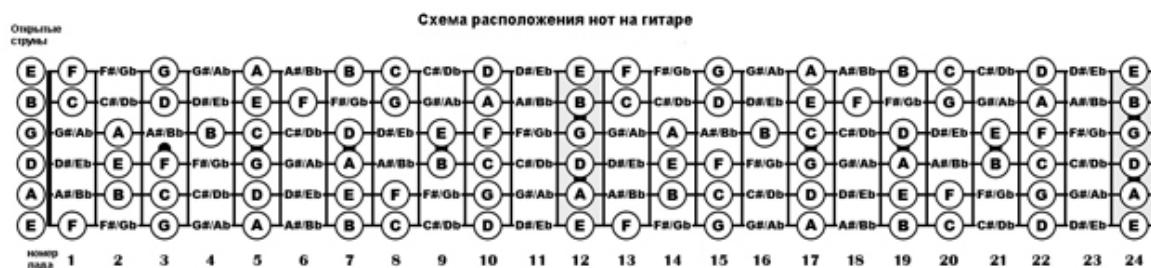 Схема расположения нот на гитаре
Открытые
струны
E F F#/Gb G G#/Ab A A#/Bb B C C#/Db D D#/Eb E F F#/Gb G G#/Ab A A#/Bb B C C#/Db D D#/Eb E
B C C#/Db D D#/Eb E F F#/Gb G G#/Ab A A#/Bb B C C#/Db D D#/Eb E F F#/Gb G G#/Ab A A#/Bb B
G G#/Ab A A#/Bb B C C#/Db D D#/Eb E F F#/Gb G G#/Ab A A#/Bb B C C#/Db D D#/Eb E F F#/Gb G
D D#/Eb E F F#/Gb G G#/Ab A A#/Bb B C C#/Db D D#/Eb E F F#/Gb G G#/Ab A A#/Bb B C C#/Db D
A A#/Bb B C C#/Db D D#/Eb E F F#/Gb G G#/Ab A A#/Bb B C C#/Db D D#/Eb E F F#/Gb G G#/Ab A
E F F#/Gb G G#/Ab A A#/Bb B C C#/Db D D#/Eb E F F#/Gb G G#/Ab A A#/Bb B C C#/Db D D#/Eb E
номер
лада 1 2 3 4 5 6 7 8 9 10 11 12 13 14 15 16 17 18 19 20 21 22 23 24